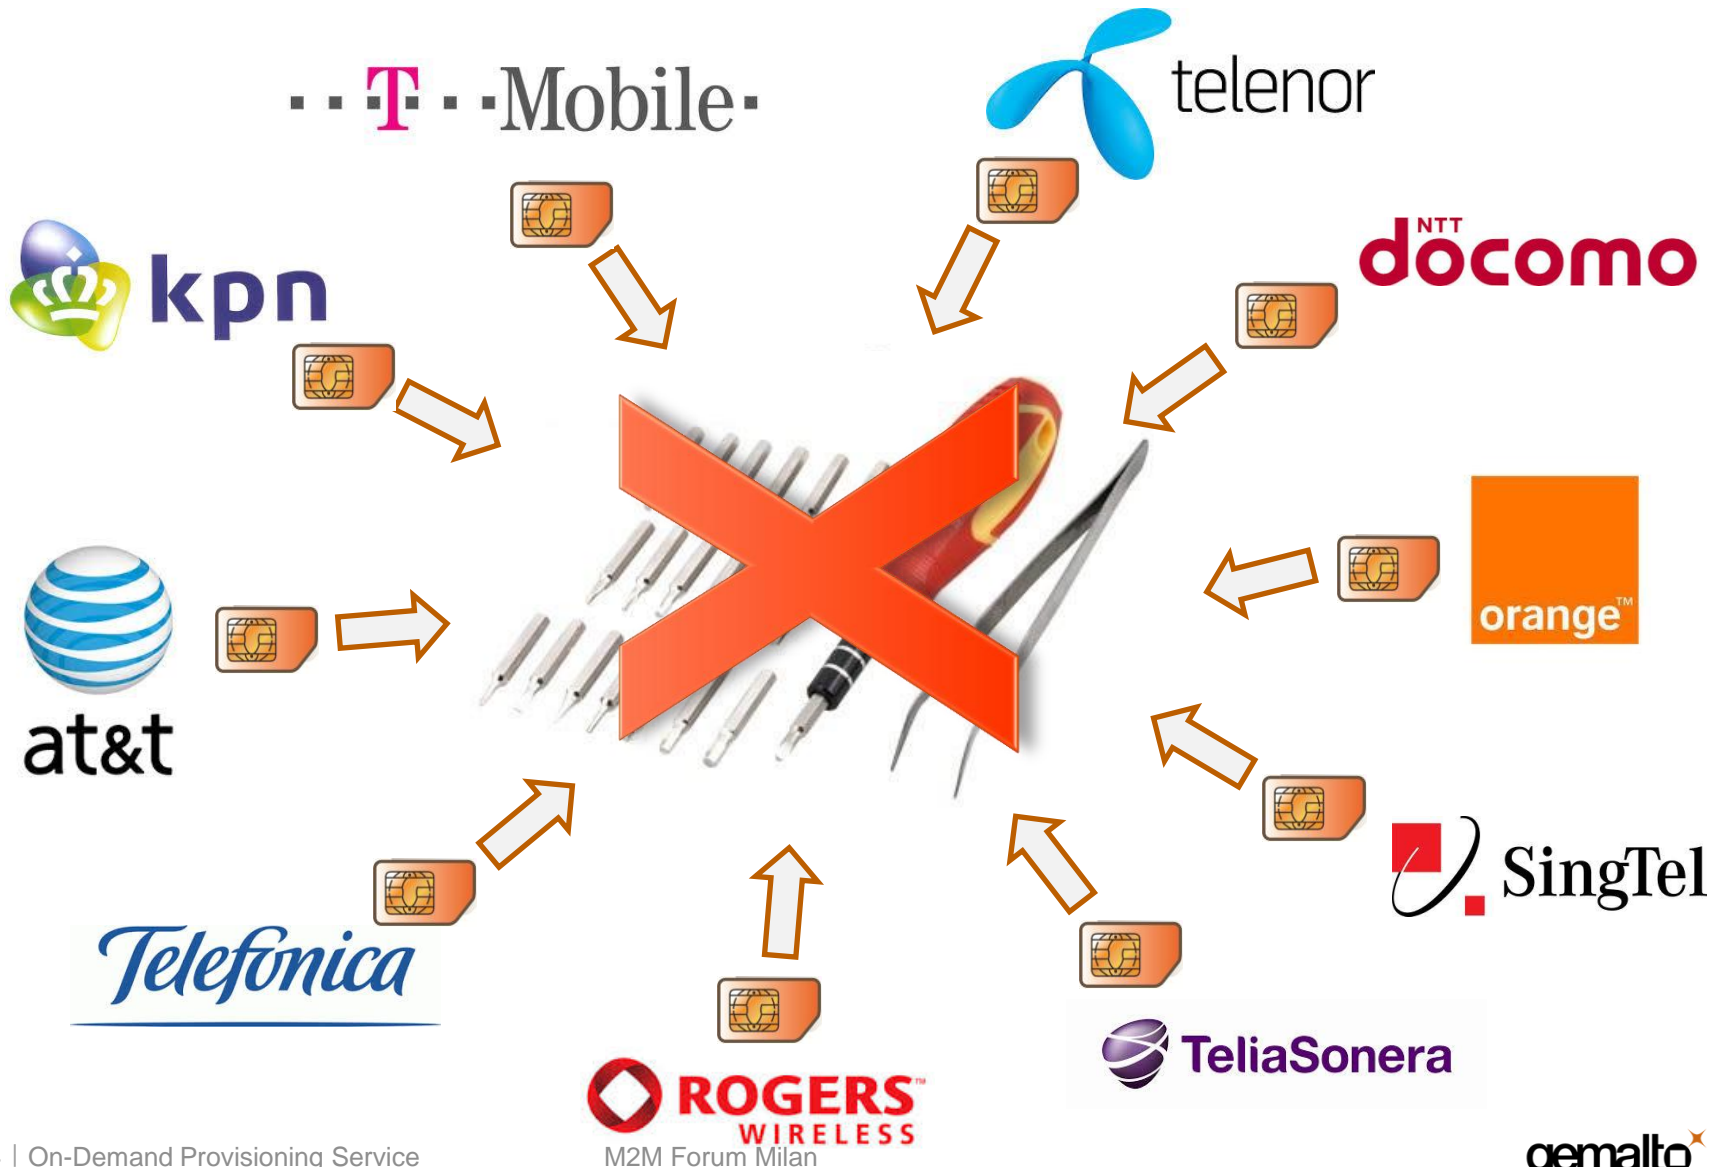 T Mobile
telenor
NTT
docomo
kpn
orange™
at&t
SingTel
Telefonica
TeliaSonera
ROGERS™
WIRELESS
On-Demand Provisioning Service
M2M Forum Milan
gemalto